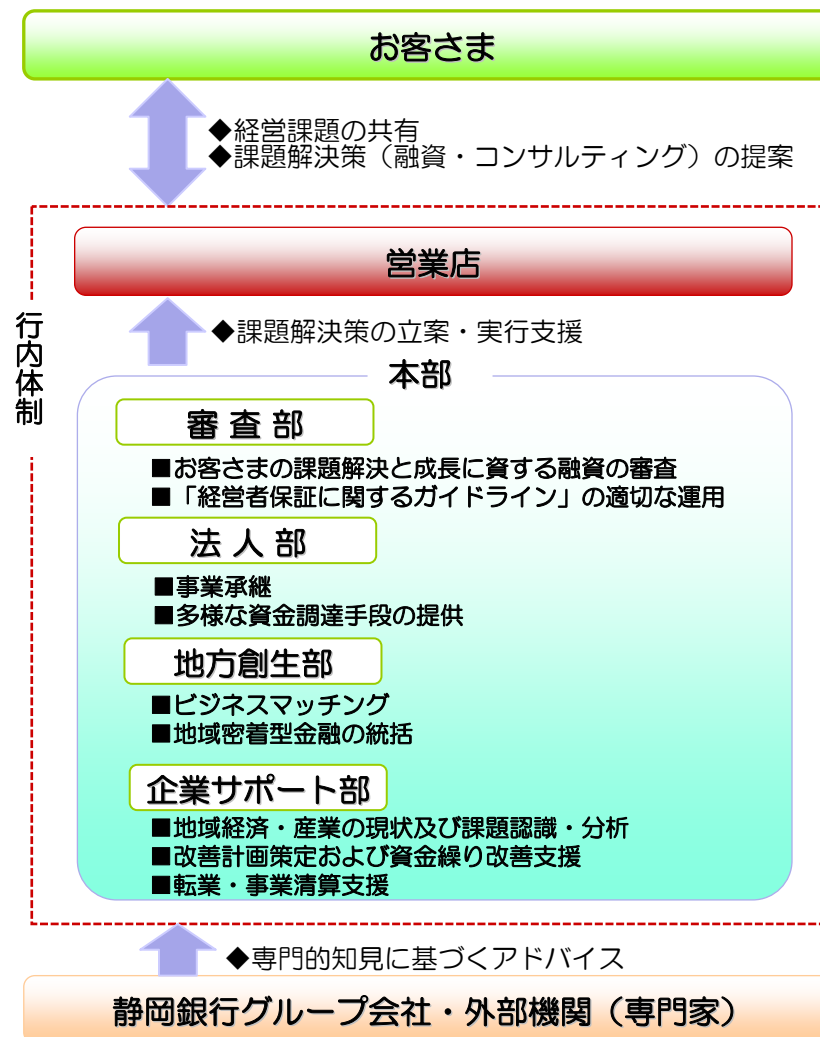 お客さま
◆経営課題の共有
◆課題解決策（融資・コンサルティング）の提案
行内体制
営業店
◆課題解決策の立案・実行支援
本部
審査部
■お客さまの課題解決と成長に資する融資の審査
■「経営者保証に関するガイドライン」の適切な運用
法人部
■事業承継
■多様な資金調達手段の提供
地方創生部
■ビジネスマッチング
■地域密着型金融の統括
企業サポート部
■地域経済・産業の現状及び課題認識・分析
■改善計画策定および資金繰り改善支援
■転業・事業清算支援
◆専門的知見に基づくアドバイス
静岡銀行グループ会社・外部機関（専門家）